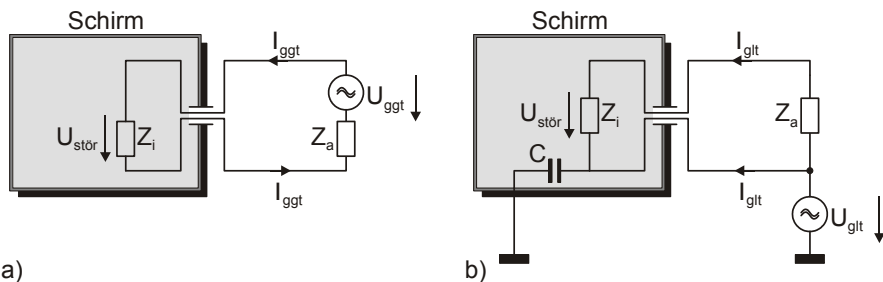 Schirm
I_ggt
U_ggt
U_stör
Z_i
Z_a
I_ggt
a)
Schirm
I_glt
U_stör
Z_i
Z_a
C
I_glt
U_glt
b)